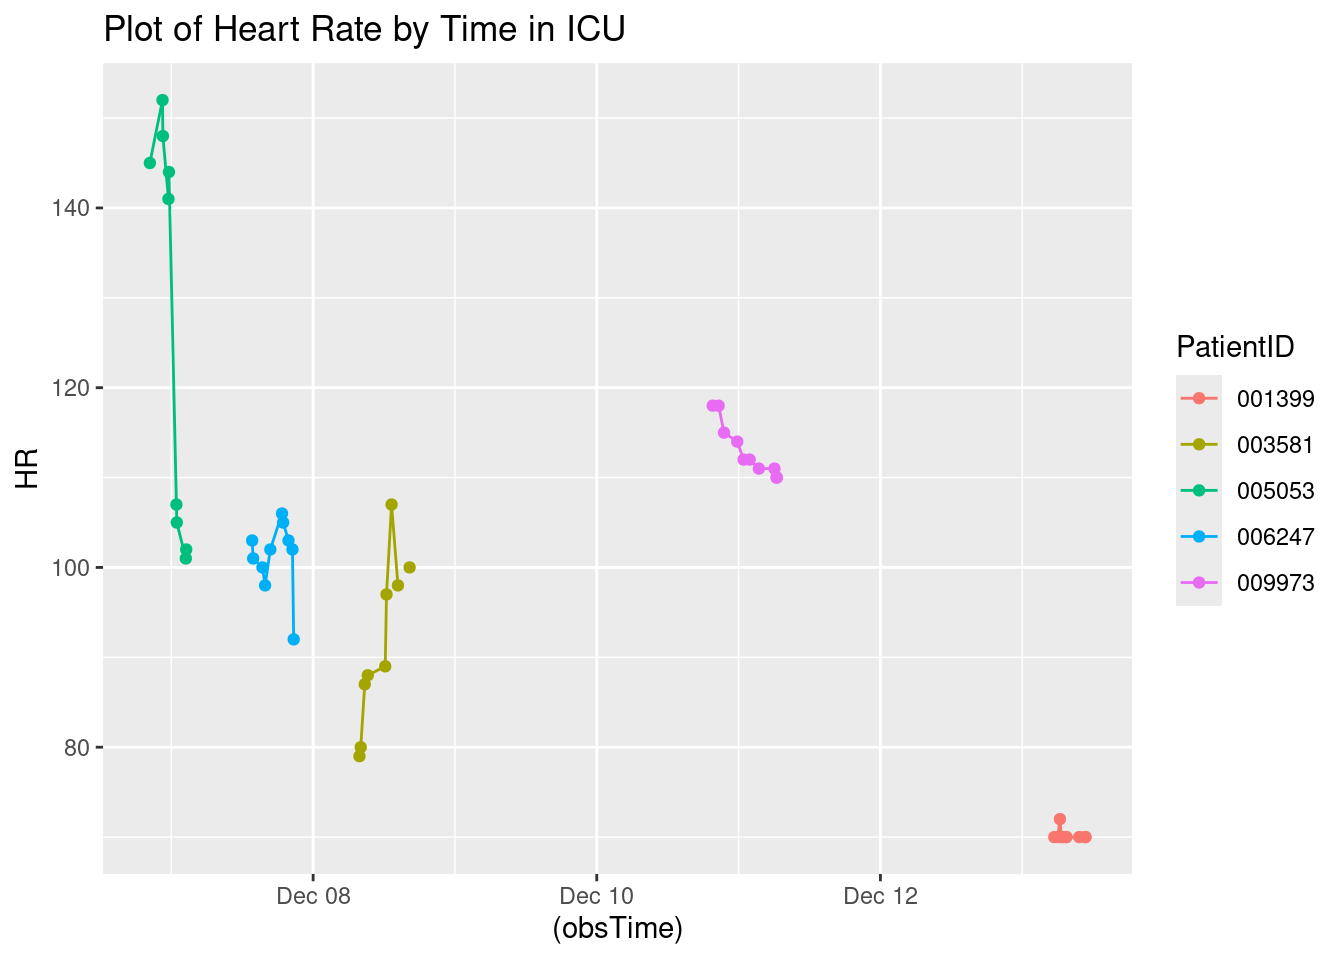 Plot of Heart Rate by Time in ICU
HR
140
120
100
80
Dec 08
Dec 10
Dec 12
(obsTime)
PatientID
001399
003581
005053
006247
009973